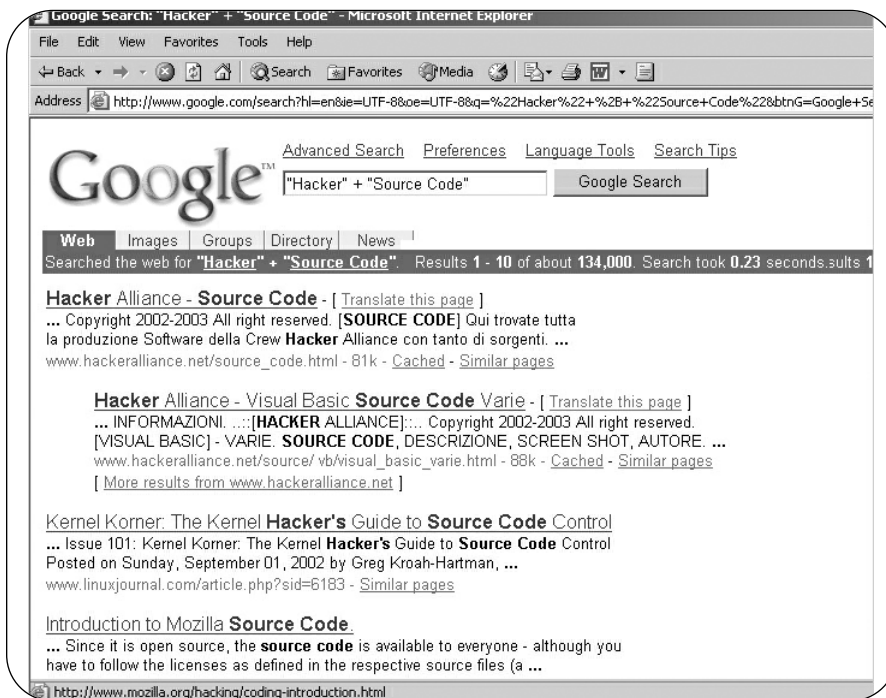 Google Search: "Hacker" + "Source Code" - Microsoft Internet Explorer
File Edit View Favorites Tools Help
Back Search Favorites Media
Address http://www.google.com/search?hl=en&ie=UTF-8&oe=UTF-8&q=%22Hacker%22+%2B+%22Source+Code%22&btnG=Google+Se
Advanced Search Preferences Language Tools Search Tips
Google™
"Hacker" + "Source Code" Google Search
Web Images Groups Directory News
Searched the web for "Hacker" + "Source Code". Results 1 - 10 of about 134,000. Search took 0.23 seconds.sults 1
Hacker Alliance - Source Code - [ Translate this page ]
... Copyright 2002-2003 All right reserved. [SOURCE CODE] Qui trovate tutta
la produzione Software della Crew Hacker Alliance con tanto di sorgenti. ...
www.hackeralliance.net/source_code.html - 81k - Cached - Similar pages
Hacker Alliance - Visual Basic Source Code Varie - [ Translate this page ]
... INFORMAZIONI. ..::[HACKER ALLIANCE]::.. Copyright 2002-2003 All right reserved.
[VISUAL BASIC] - VARIE. SOURCE CODE, DESCRIZIONE, SCREEN SHOT, AUTORE. ...
www.hackeralliance.net/source/ vb/visual_basic_varie.html - 88k - Cached - Similar pages
[ More results from www.hackeralliance.net ]
Kernel Korner: The Kernel Hacker's Guide to Source Code Control
... Issue 101: Kernel Korner: The Kernel Hacker's Guide to Source Code Control
Posted on Sunday, September 01, 2002 by Greg Kroah-Hartman, ...
www.linuxjournal.com/article.php?sid=6183 - Similar pages
Introduction to Mozilla Source Code.
... Since it is open source, the source code is available to everyone - although you
have to follow the licenses as defined in the respective source files (a ...
http://www.mozilla.org/hacking/coding-introduction.html